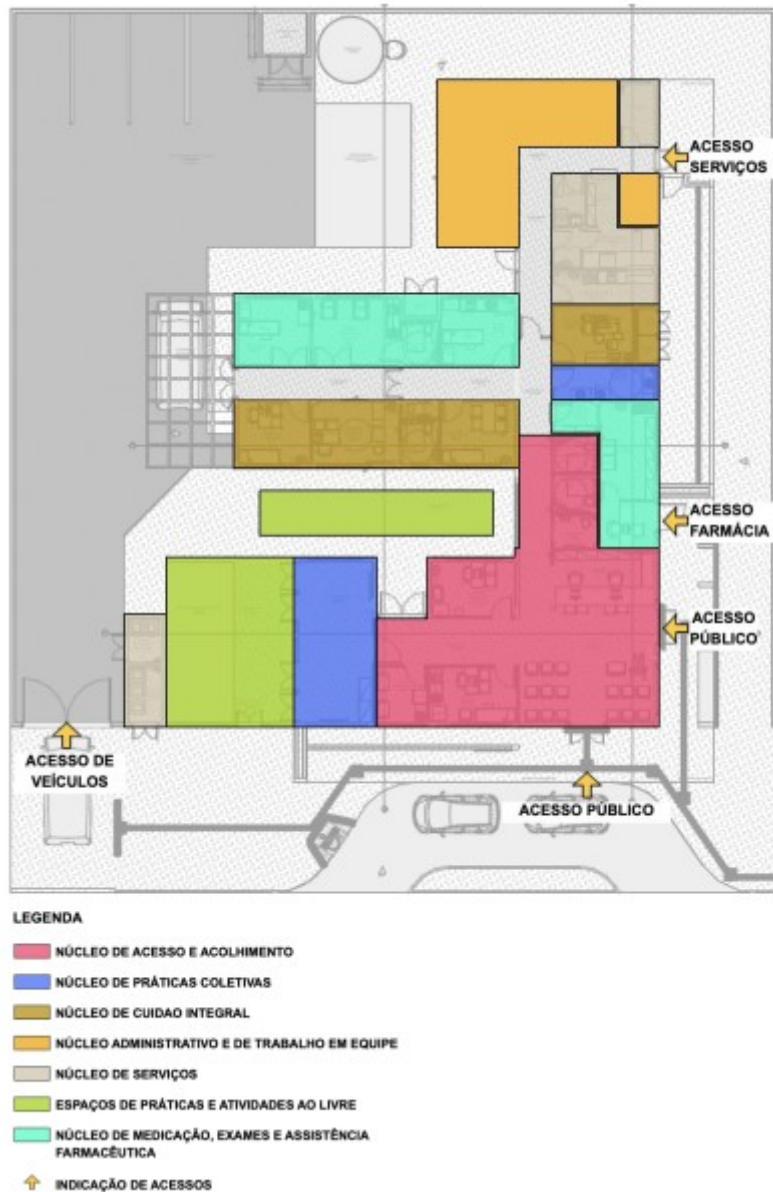 ACESSO
SERVIÇOS
ACESSO
FARMÁCIA
ACESSO
PÚBLICO
ACESSO DE
VEÍCULOS
ACESSO PÚBLICO
LEGENDA
NÚCLEO DE ACESSO E ACOLHIMENTO
NÚCLEO DE PRÁTICAS COLETIVAS
NÚCLEO DE CUIDAO INTEGRAL
NÚCLEO ADMINISTRATIVO E DE TRABALHO EM EQUIPE
NÚCLEO DE SERVIÇOS
ESPAÇOS DE PRÁTICAS E ATIVIDADES AO LIVRE
NÚCLEO DE MEDICAÇÃO, EXAMES E ASSISTÊNCIA
FARMACÊUTICA
INDICAÇÃO DE ACESSOS